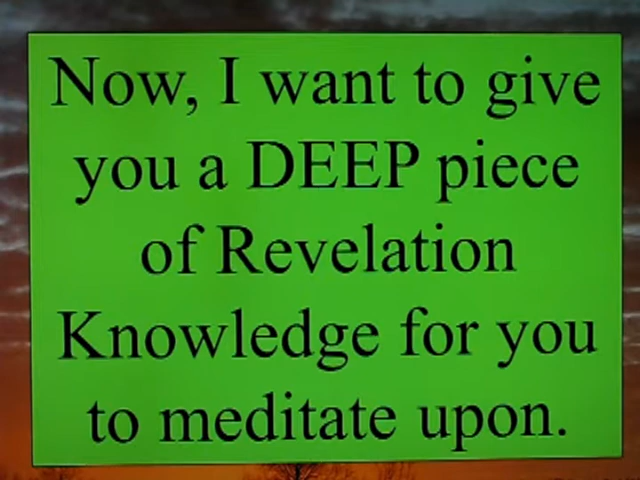 Now, I want to give
you a DEEP piece
of Revelation
Knowledge for you
to meditate upon.